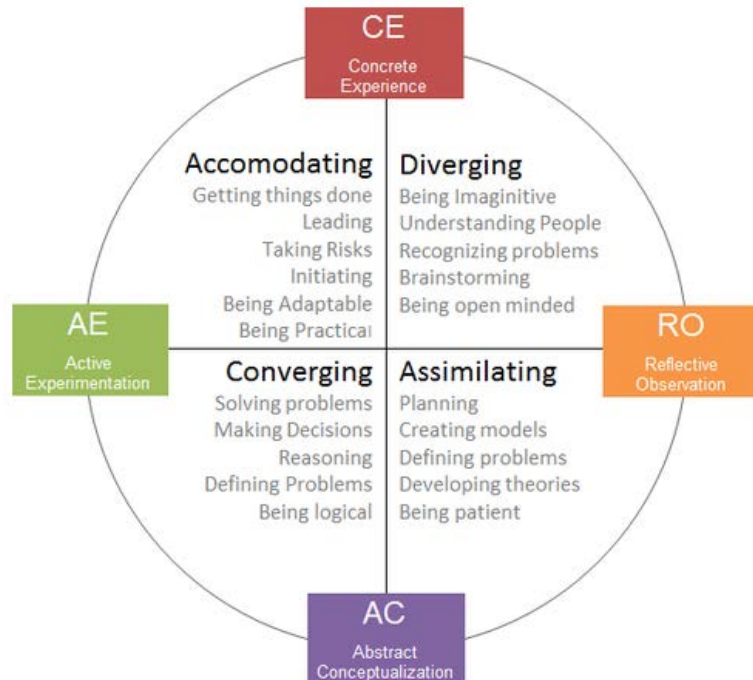 CE
Concrete
Experience
Accomodating
Getting things done
Leading
Taking Risks
Initiating
Being Adaptable
Being Practical
Diverging
Being Imaginitive
Understanding People
Recognizing problems
Brainstorming
Being open minded
AE
Active
Experimentation
RO
Reflective
Observation
Converging
Solving problems
Making Decisions
Reasoning
Defining Problems
Being logical
Assimilating
Planning
Creating models
Defining problems
Developing theories
Being patient
AC
Abstract
Conceptualization